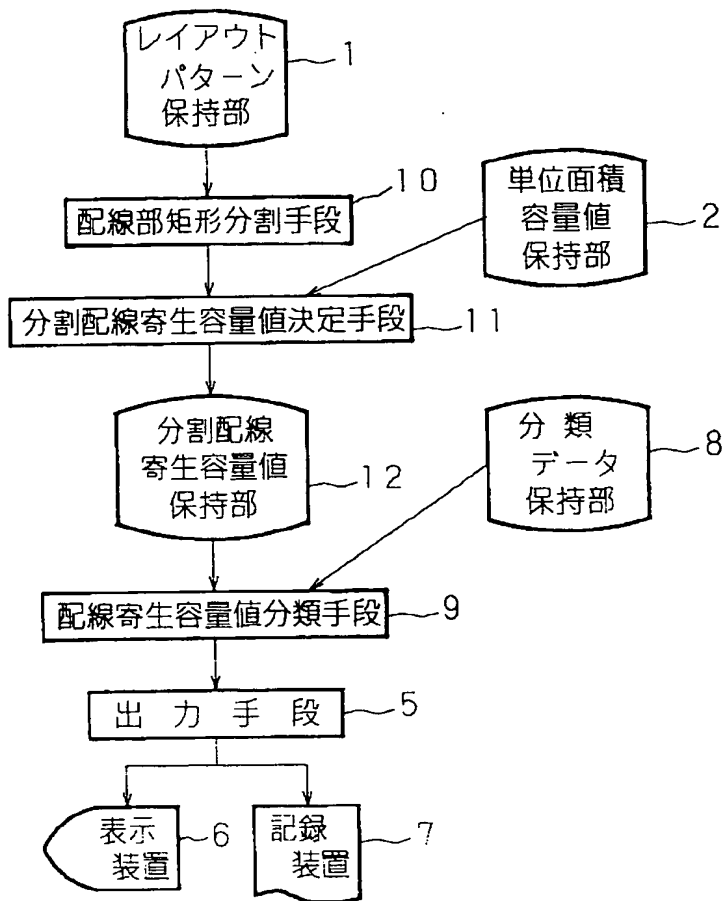 レイアウト
パターン
保持部
1
10
配線部矩形分割手段
単位面積
容量値
保持部
2
分割配線寄生容量値決定手段
11
分割配線
寄生容量値
保持部
12
分 類
データ
保持部
8
配線寄生容量値分類手段
9
出 力 手 段
5
表示
装置
6
記録
装置
7